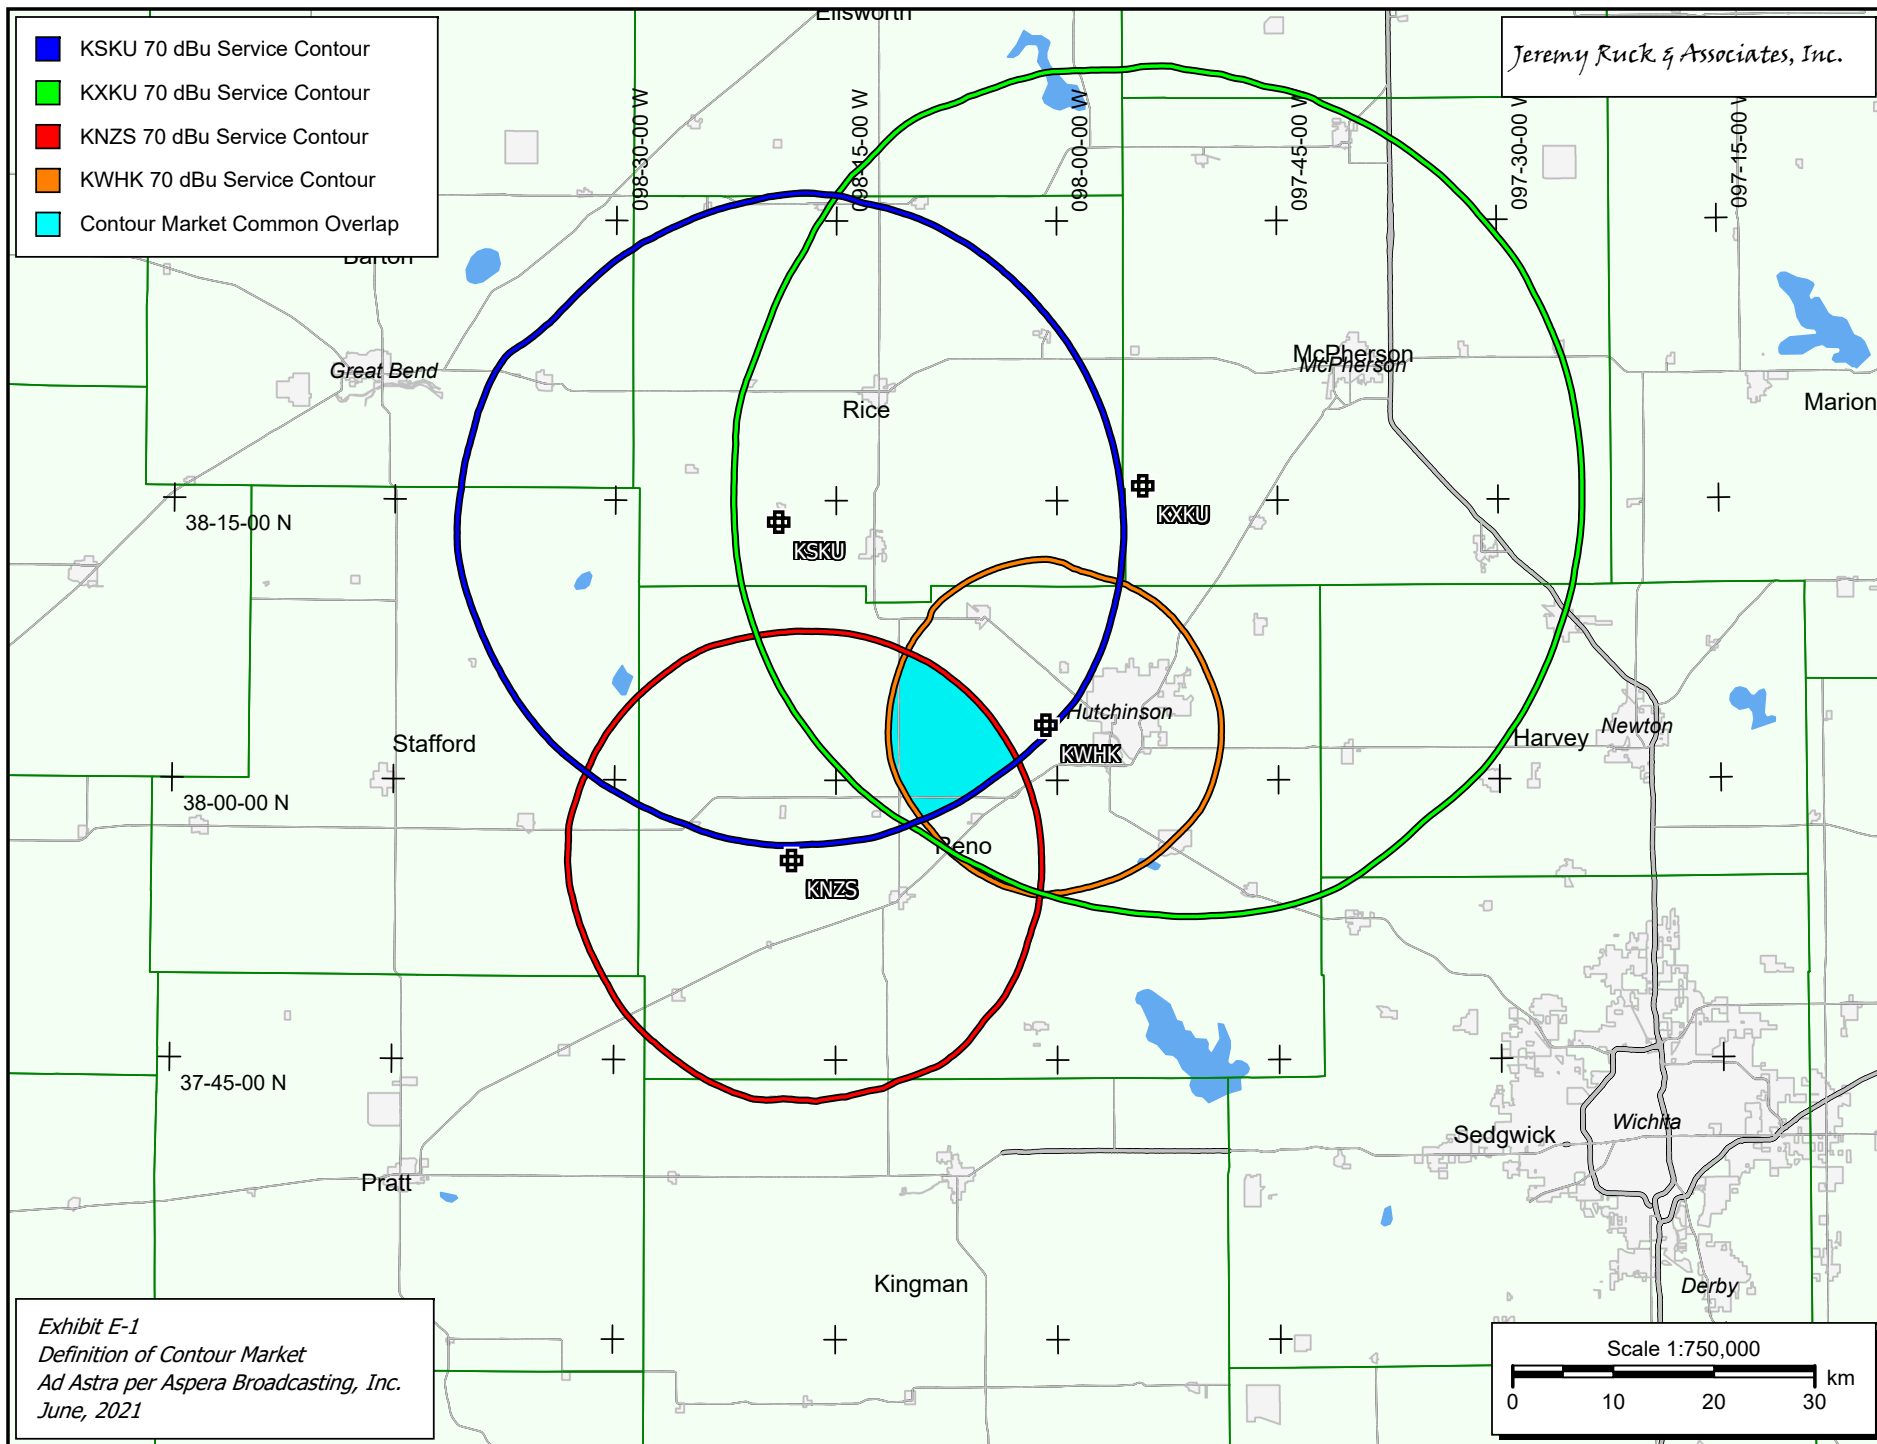 KSKU 70 dBu Service Contour
KXKU 70 dBu Service Contour
KNZS 70 dBu Service Contour
KWHK 70 dBu Service Contour
Contour Market Common Overlap
Jeremy Ruck & Associates, Inc.
Ellsworth
098-30-00 W
098-15-00 W
098-00-00 W
097-45-00 W
097-30-00 W
097-15-00 W
Barton
Great Bend
McPherson
McPherson
Rice
Marion
38-15-00 N
KXKU
KSKU
Hutchinson
Stafford
Harvey
Newton
KWHK
38-00-00 N
Reno
KNZS
37-45-00 N
Sedgwick
Wichita
Pratt
Kingman
Derby
Exhibit E-1
Definition of Contour Market
Ad Astra per Aspera Broadcasting, Inc.
June, 2021
Scale 1:750,000
km
0 10 20 30